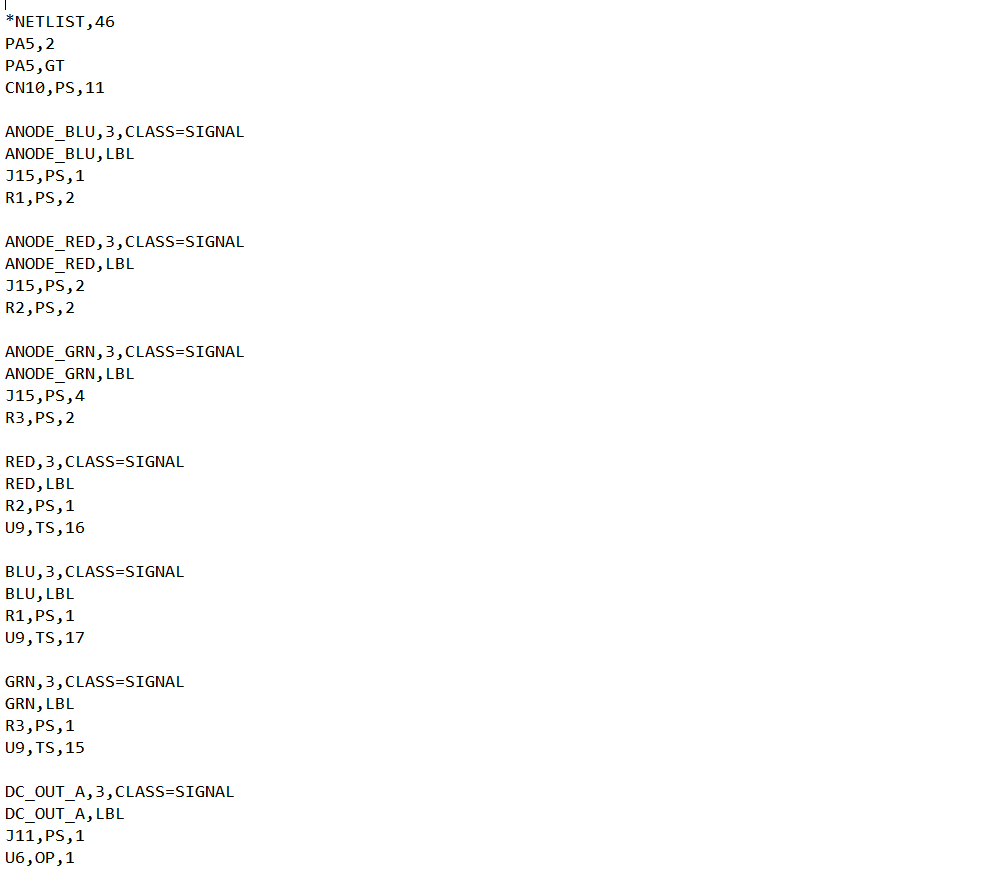 *NETLIST,46
PA5,2
PA5,GT
CN10,PS,11
ANODE_BLU,3,CLASS=SIGNAL
ANODE_BLU,LBL
J15,PS,1
R1,PS,2
ANODE_RED,3,CLASS=SIGNAL
ANODE_RED,LBL
J15,PS,2
R2,PS,2
ANODE_GRN,3,CLASS=SIGNAL
ANODE_GRN,LBL
J15,PS,4
R3,PS,2
RED,3,CLASS=SIGNAL
RED,LBL
R2,PS,1
U9,TS,16
BLU,3,CLASS=SIGNAL
BLU,LBL
R1,PS,1
U9,TS,17
GRN,3,CLASS=SIGNAL
GRN,LBL
R3,PS,1
U9,TS,15
DC_OUT_A,3,CLASS=SIGNAL
DC_OUT_A,LBL
J11,PS,1
U6,OP,1